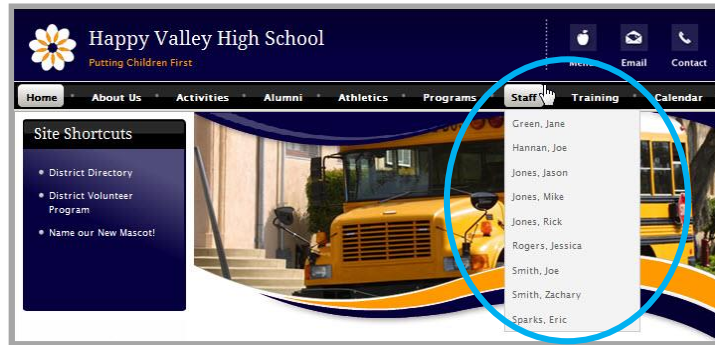 Happy Valley High School
Putting Children First
Menu Email Contact
Home About Us Activities Alumni Athletics Programs Staff Training Calendar
Site Shortcuts
District Directory
District Volunteer
Program
Name our New Mascot!
Green, Jane
Hannan, Joe
Jones, Jason
Jones, Mike
Jones, Rick
Rogers, Jessica
Smith, Joe
Smith, Zachary
Sparks, Eric